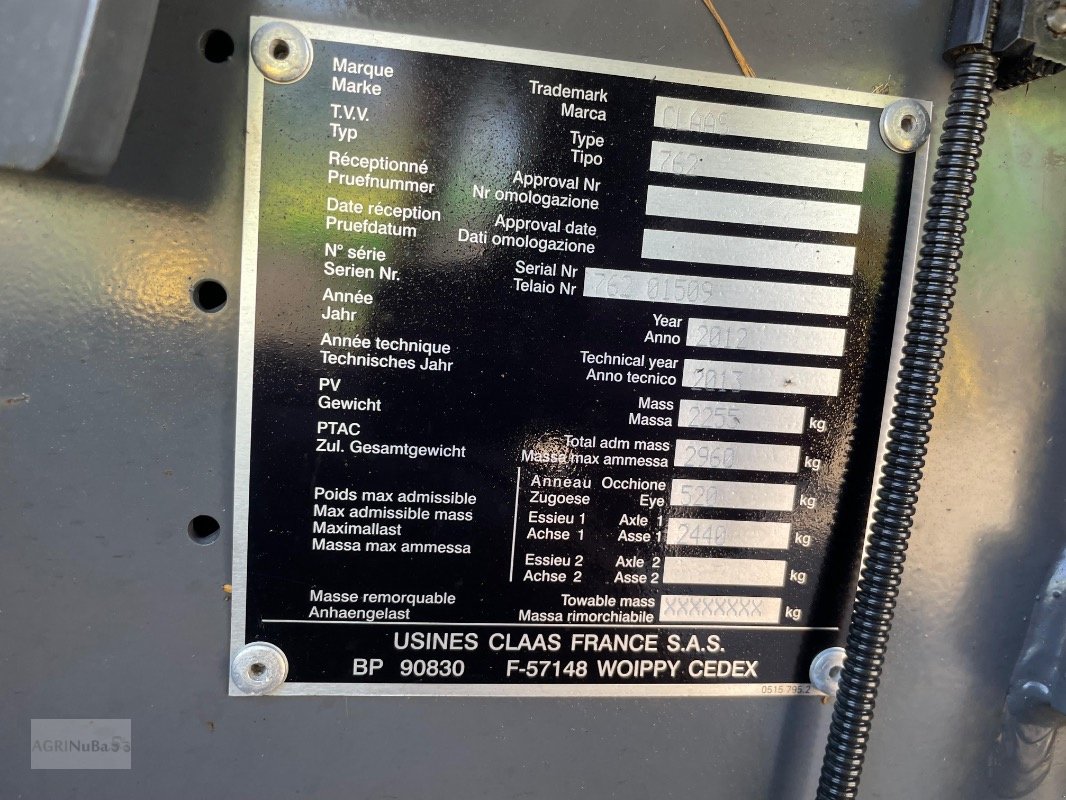 Marque Trademark CLAAS
Marke Marca
T.V.V. Type 762
Typ Tipo
Réceptionné Approval Nr
Pruefnummer Nr omologazione
Date réception Approval date
Pruefdatum Dati omologazione
N° série Serial Nr 762 01509
Serien Nr. Telaio Nr
Année Year 2012
Jahr Anno
Année technique Technical year 2013
Technisches Jahr Anno tecnico
PV Mass 2255 kg
Gewicht Massa
PTAC Total adm mass 2960 kg
Zul. Gesamtgewicht Massa max ammessa
Anneau Occhione 520 kg
Poids max admissible Zugoese Eye
Max admissible mass Essieu 1 Axle 1 2440 kg
Maximallast Achse 1 Asse 1
Massa max ammessa Essieu 2 Axle 2 kg
Achse 2 Asse 2
Masse remorquable Towable mass XXXXXXXX kg
Anhaengelast Massa rimorchiabile
USINES CLAAS FRANCE S.A.S.
BP 90830 F-57148 WOIPPY CEDEX
0515 795.2
AGRINuBa53